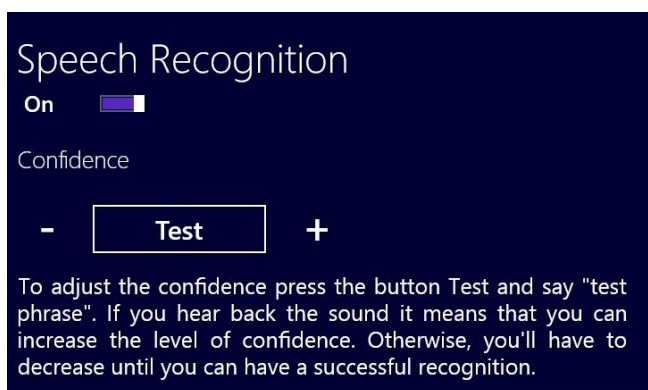 Speech Recognition
On
Confidence
- Test +
To adjust the confidence press the button Test and say "test
phrase". If you hear back the sound it means that you can
increase the level of confidence. Otherwise, you'll have to
decrease until you can have a successful recognition.